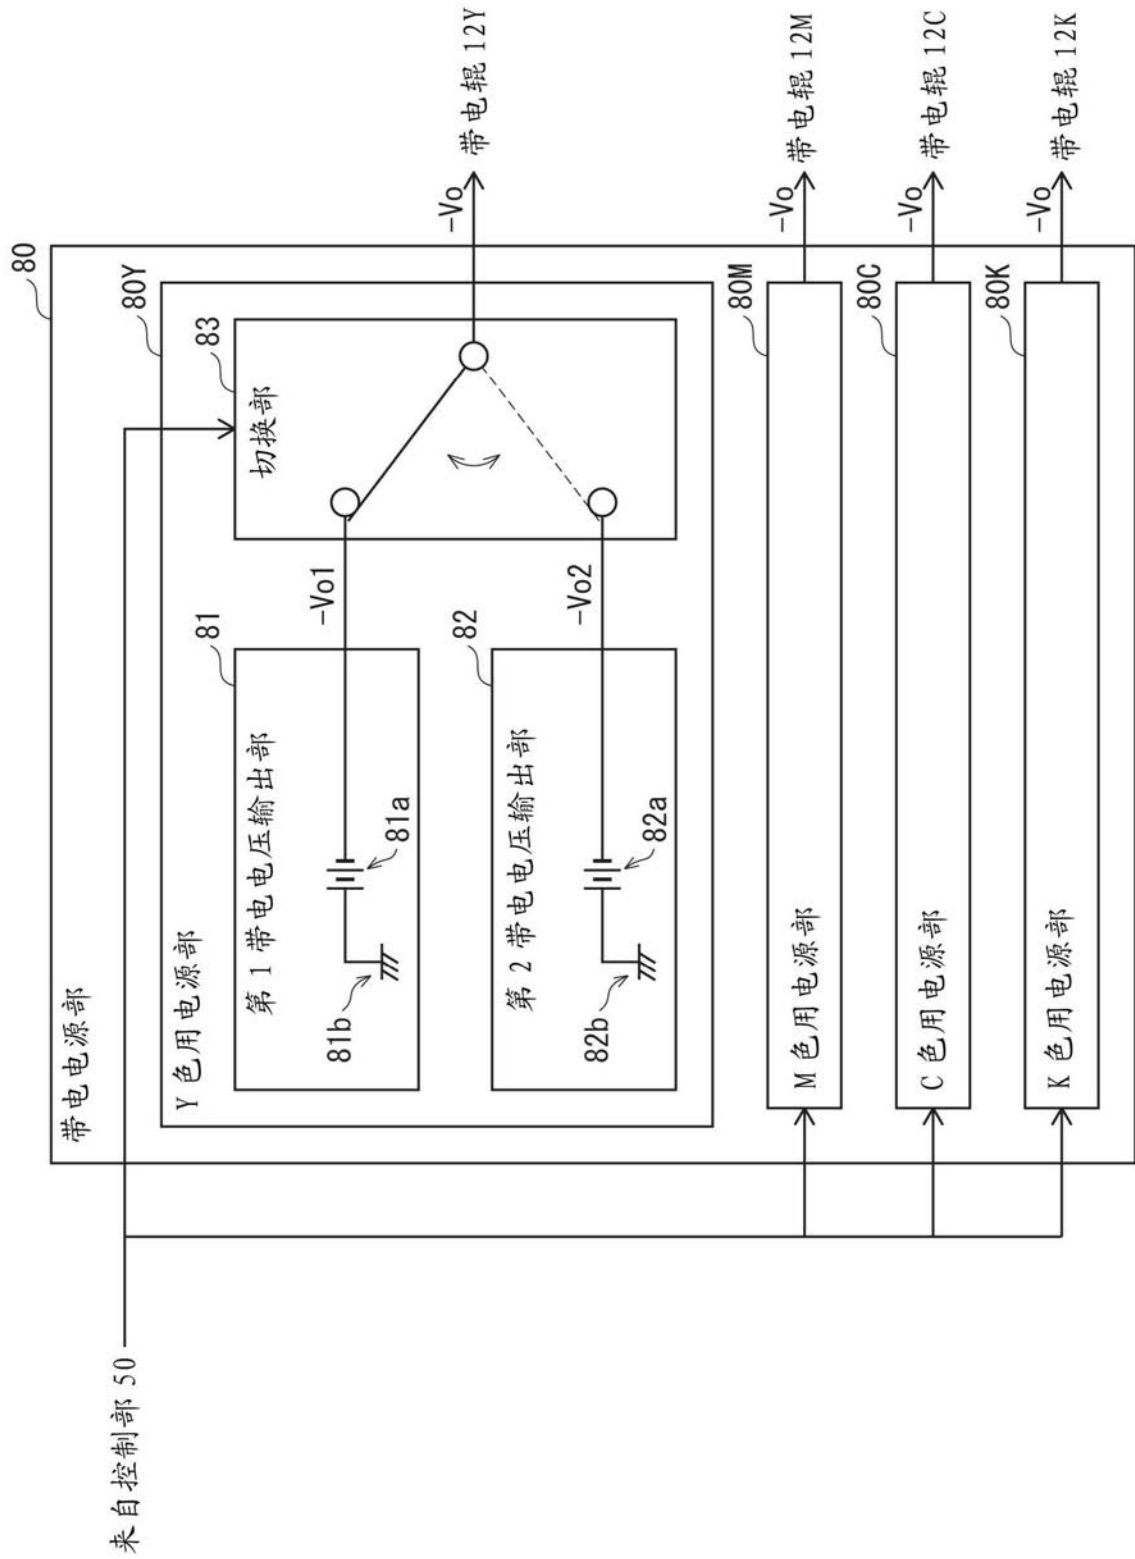 80
带电电源部
80Y
Y 色用电源部
83
切换部
81
第 1 带电电压输出部
-Vo1
81a
81b
82
第 2 带电电压输出部
-Vo2
82a
82b
-Vo
带电辊 12Y
80M
M 色用电源部
-Vo
带电辊 12M
80C
C 色用电源部
-Vo
带电辊 12C
80K
K 色用电源部
-Vo
带电辊 12K
来自控制部 50